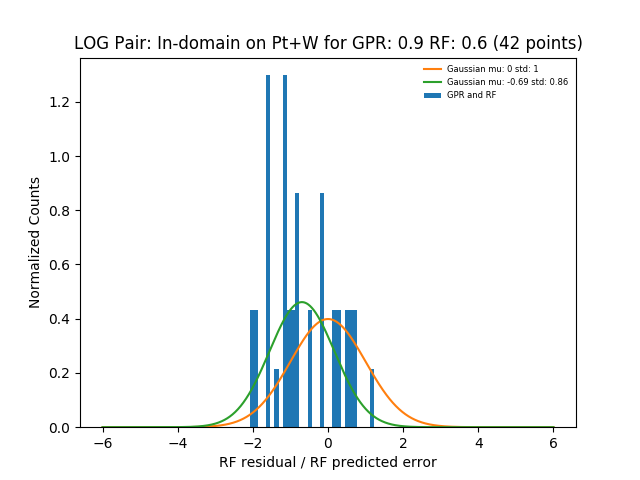 LOG Pair: In-domain on Pt+W for GPR: 0.9 RF: 0.6 (42 points)
Gaussian mu: 0 std: 1
Gaussian mu: -0.69 std: 0.86
GPR and RF
Normalized Counts
1.2
1.0
0.8
0.6
0.4
0.2
0.0
−6 −4 −2 0 2 4 6
RF residual / RF predicted error